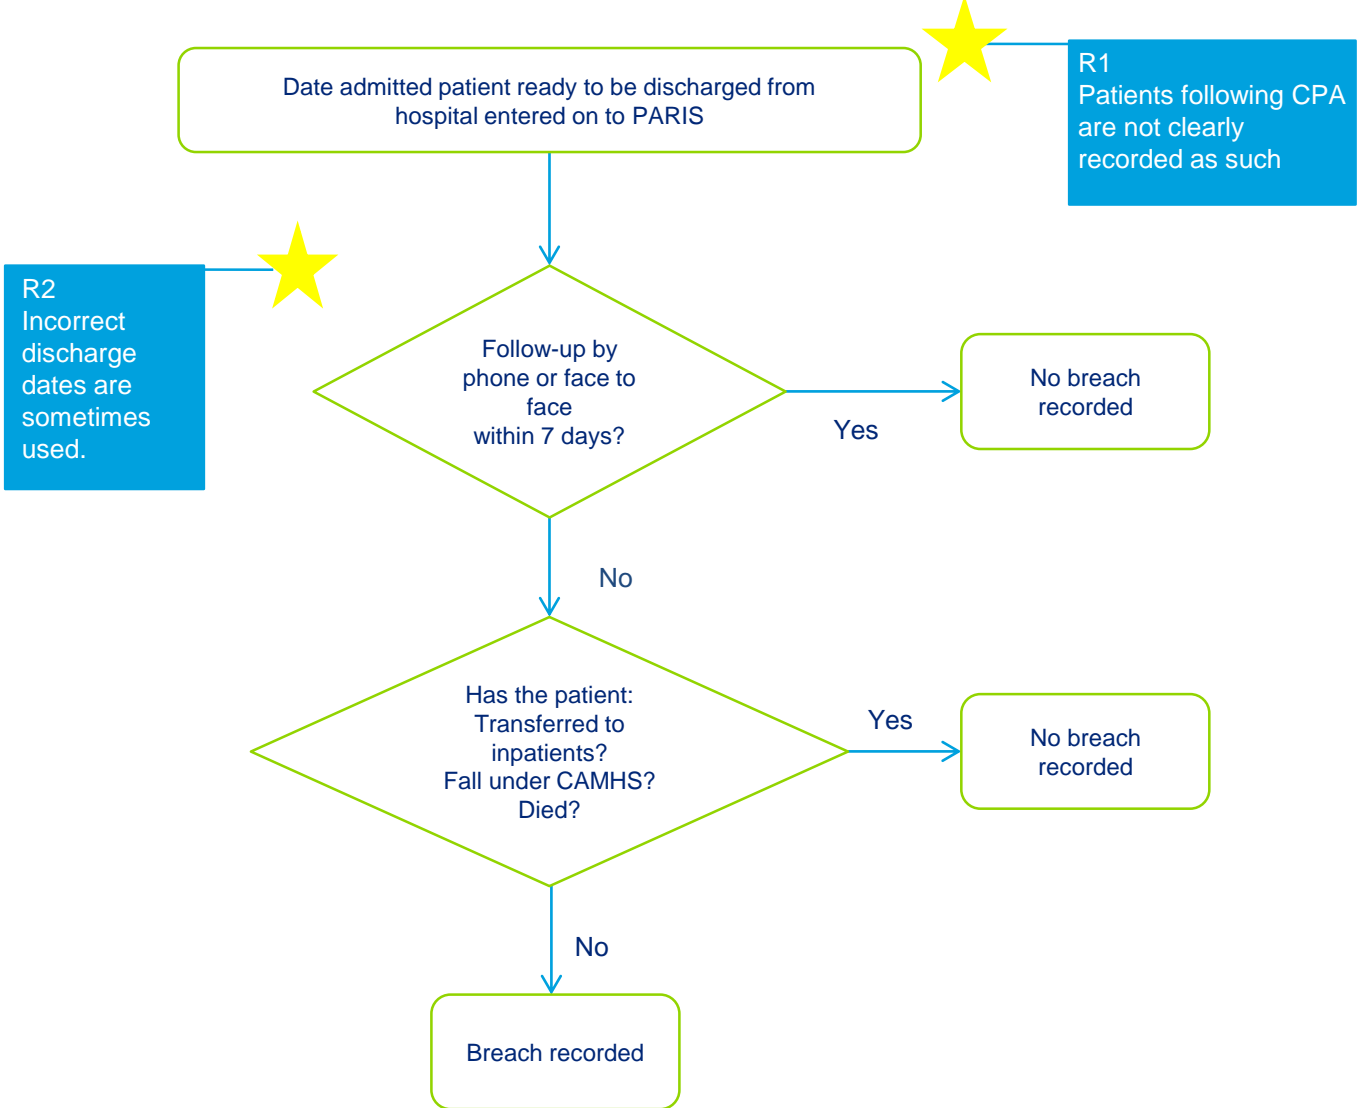 Date admitted patient ready to be discharged from
hospital entered on to PARIS
R1
Patients following CPA
are not clearly
recorded as such
R2
Incorrect
discharge
dates are
sometimes
used.
Follow-up by
phone or face to
face
within 7 days?
Yes
No breach
recorded
No
Has the patient:
Transferred to
inpatients?
Fall under CAMHS?
Died?
Yes
No breach
recorded
No
Breach recorded